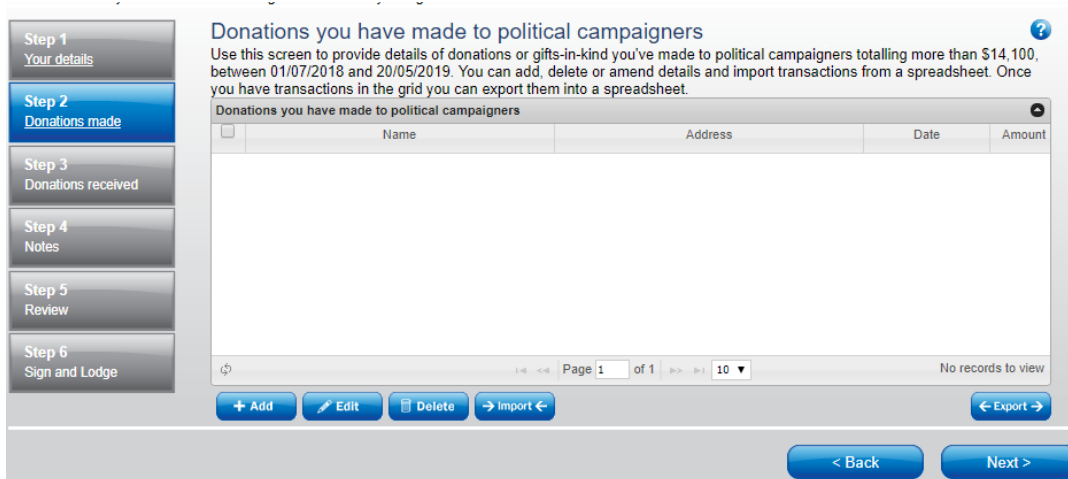 Step 1
Your details
Step 2
Donations made
Step 3
Donations received
Step 4
Notes
Step 5
Review
Step 6
Sign and Lodge
Donations you have made to political campaigners
?
Use this screen to provide details of donations or gifts-in-kind you've made to political campaigners totalling more than $14,100,
between 01/07/2018 and 20/05/2019. You can add, delete or amend details and import transactions from a spreadsheet. Once
you have transactions in the grid you can export them into a spreadsheet.
Donations you have made to political campaigners
Name Address Date Amount
Page 1 of 1 10 No records to view
+ Add Edit Delete → Import ← ← Export →
< Back Next >